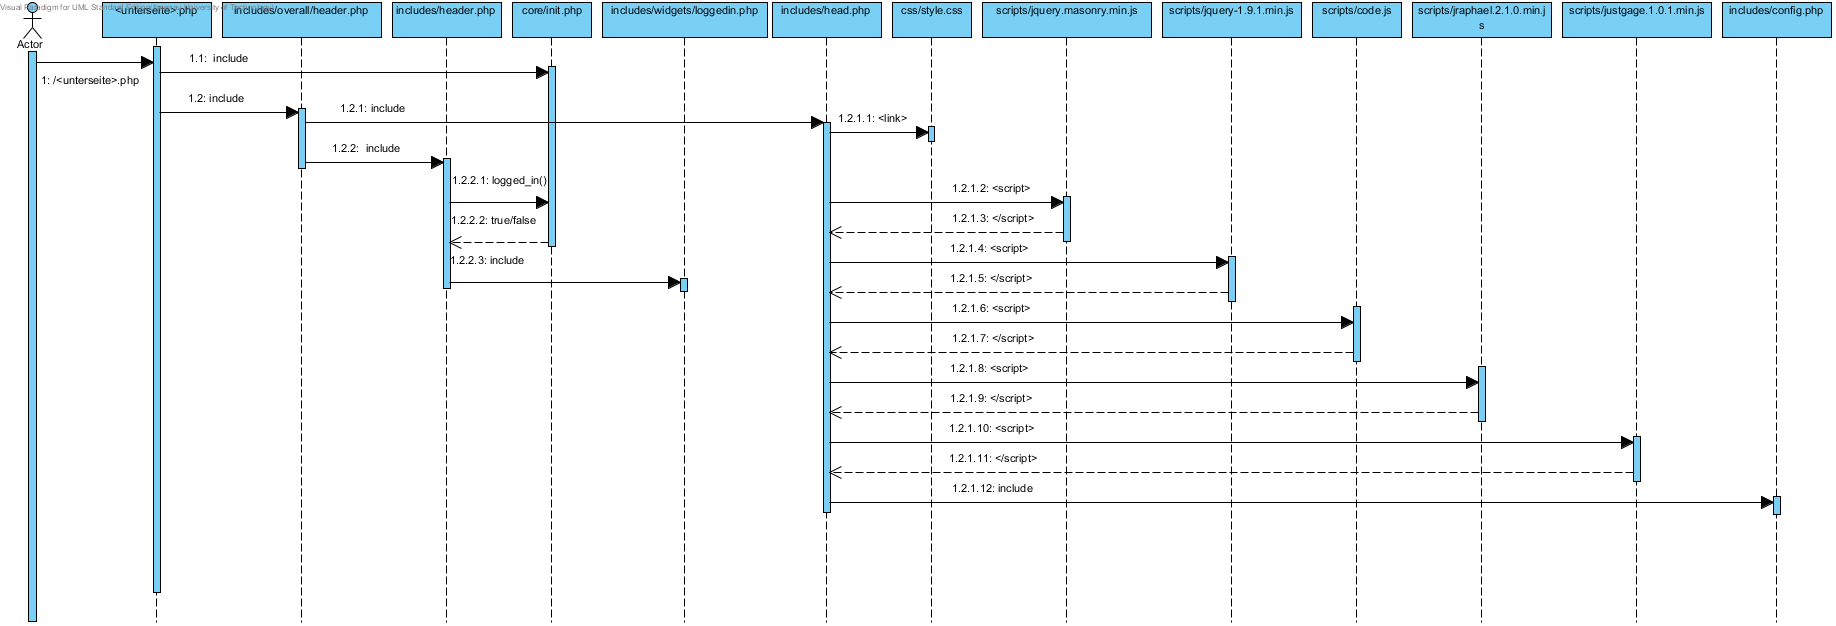 Visual Paradigm for UML Standard Edition
<unterseite>.php
includes/overall/header.php
includes/header.php
core/init.php
includes/widgets/loggedin.php
includes/head.php
css/style.css
scripts/jquery.masonry.min.js
scripts/jquery-1.9.1.min.js
scripts/code.js
scripts/jraphael.2.1.0.min.j
s
scripts/justgage.1.0.1.min.js
includes/config.php
Actor
1: /<unterseite>.php
1.1: include
1.2: include
1.2.1: include
1.2.1.1: <link>
1.2.2: include
1.2.2.1: logged_in()
1.2.1.2: <script>
1.2.2.2: true/false
1.2.1.3: </script>
1.2.1.4: <script>
1.2.2.3: include
1.2.1.5: </script>
1.2.1.6: <script>
1.2.1.7: </script>
1.2.1.8: <script>
1.2.1.9: </script>
1.2.1.10: <script>
1.2.1.11: </script>
1.2.1.12: include